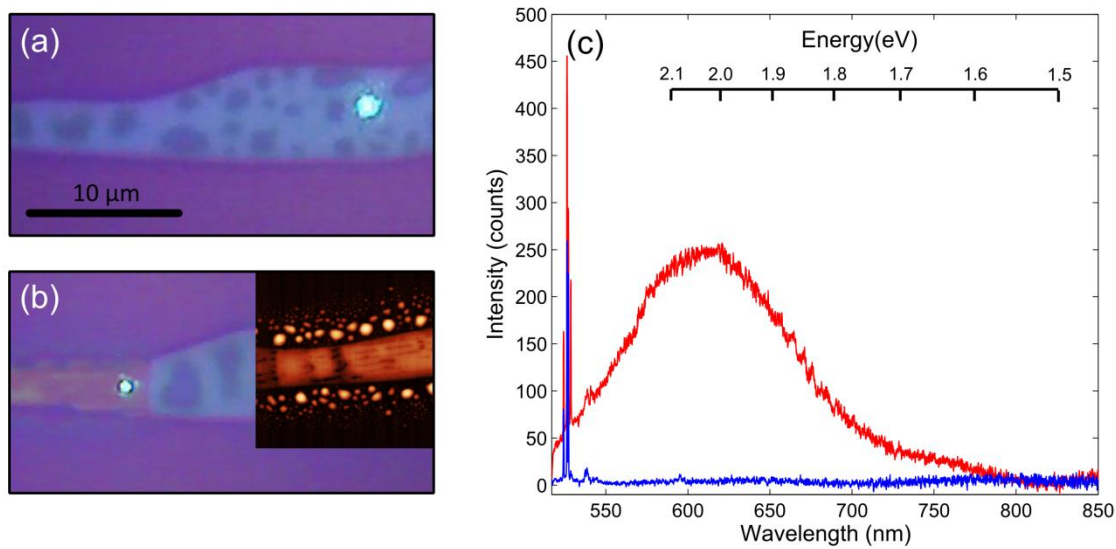 (a)
10 μm
(b)
(c)
Energy(eV)
2.1 2.0 1.9 1.8 1.7 1.6 1.5
Intensity (counts)
500
450
400
350
300
250
200
150
100
50
0
550 600 650 700 750 800 850
Wavelength (nm)